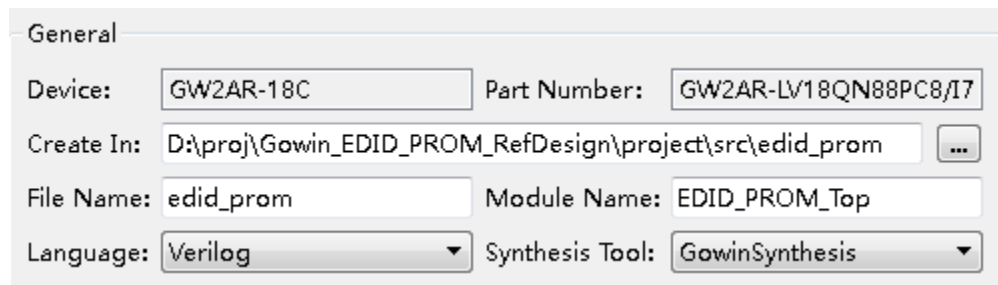 General
Device: GW2AR-18C Part Number: GW2AR-LV18QN88PC8/I7
Create In: D:\proj\Gowin_EDID_PROM_RefDesign\project\src\edid_prom ...
File Name: edid_prom Module Name: EDID_PROM_Top
Language: Verilog Synthesis Tool: GowinSynthesis